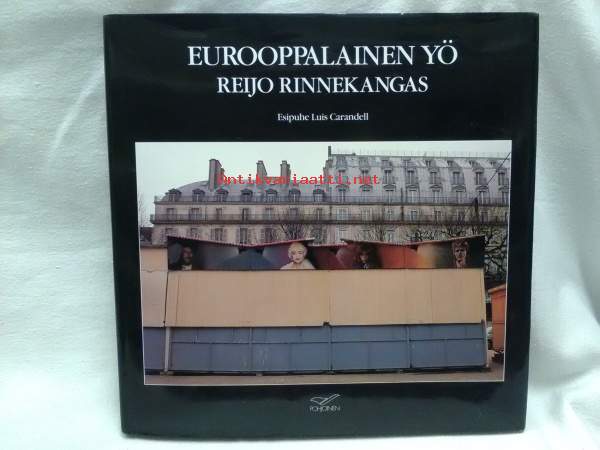 EUROOPPALAINEN YÖ
REIJO RINNEKANGAS
Esipuhe Luis Carandell
Antikvariaatti.net
POHJOINEN